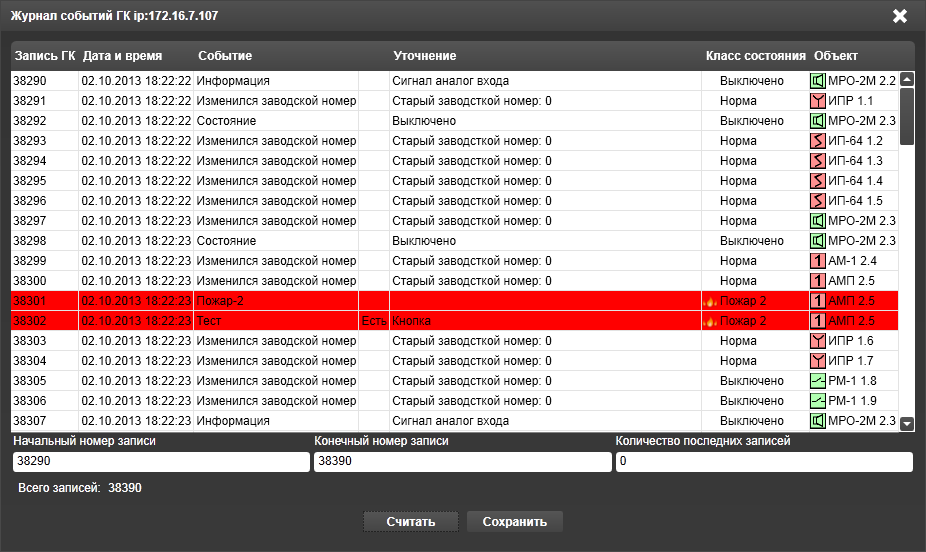 Журнал событий ГК ip:172.16.7.107
Запись ГК Дата и время Событие Уточнение Класс состояния Объект
38290 02.10.2013 18:22:22 Информация Сигнал аналог входа Выключено МРО-2М 2.2
38291 02.10.2013 18:22:22 Изменился заводской номер Старый заводсткой номер: 0 Норма ИПР 1.1
38292 02.10.2013 18:22:22 Состояние Выключено Выключено МРО-2М 2.3
38293 02.10.2013 18:22:22 Изменился заводской номер Старый заводсткой номер: 0 Норма ИП-64 1.2
38294 02.10.2013 18:22:22 Изменился заводской номер Старый заводсткой номер: 0 Норма ИП-64 1.3
38295 02.10.2013 18:22:22 Изменился заводской номер Старый заводсткой номер: 0 Норма ИП-64 1.4
38296 02.10.2013 18:22:22 Изменился заводской номер Старый заводсткой номер: 0 Норма ИП-64 1.5
38297 02.10.2013 18:22:23 Изменился заводской номер Старый заводсткой номер: 0 Норма МРО-2М 2.3
38298 02.10.2013 18:22:23 Состояние Выключено Выключено МРО-2М 2.3
38299 02.10.2013 18:22:23 Изменился заводской номер Старый заводсткой номер: 0 Норма 1 АМ-1 2.4
38300 02.10.2013 18:22:23 Изменился заводской номер Старый заводсткой номер: 0 Норма 1 АМП 2.5
38301 02.10.2013 18:22:23 Пожар-2 Пожар 2 1 АМП 2.5
38302 02.10.2013 18:22:23 Тест Есть Кнопка Пожар 2 1 АМП 2.5
38303 02.10.2013 18:22:23 Изменился заводской номер Старый заводсткой номер: 0 Норма ИПР 1.6
38304 02.10.2013 18:22:23 Изменился заводской номер Старый заводсткой номер: 0 Норма ИПР 1.7
38305 02.10.2013 18:22:23 Изменился заводской номер Старый заводсткой номер: 0 Выключено РМ-1 1.8
38306 02.10.2013 18:22:23 Изменился заводской номер Старый заводсткой номер: 0 Выключено РМ-1 1.9
38307 02.10.2013 18:22:23 Информация Сигнал аналог входа Выключено МРО-2М 2.3
Начальный номер записи Конечный номер записи Количество последних записей
38290 38390 0
Всего записей: 38390
Считать Сохранить